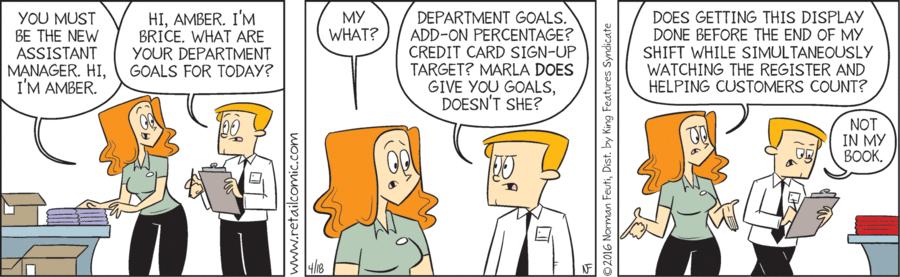 YOU MUST
BE THE NEW
ASSISTANT
MANAGER. HI,
I'M AMBER.
HI, AMBER. I'M
BRICE. WHAT ARE
YOUR DEPARTMENT
GOALS FOR TODAY?
www.retailcomic.com
MY
WHAT?
DEPARTMENT GOALS.
ADD-ON PERCENTAGE?
CREDIT CARD SIGN-UP
TARGET? MARLA DOES
GIVE YOU GOALS,
DOESN'T SHE?
4/18
NF
©2016 Norman Feuti, Dist. by King Features Syndicate
DOES GETTING THIS DISPLAY
DONE BEFORE THE END OF MY
SHIFT WHILE SIMULTANEOUSLY
WATCHING THE REGISTER AND
HELPING CUSTOMERS COUNT?
NOT
IN MY
BOOK.